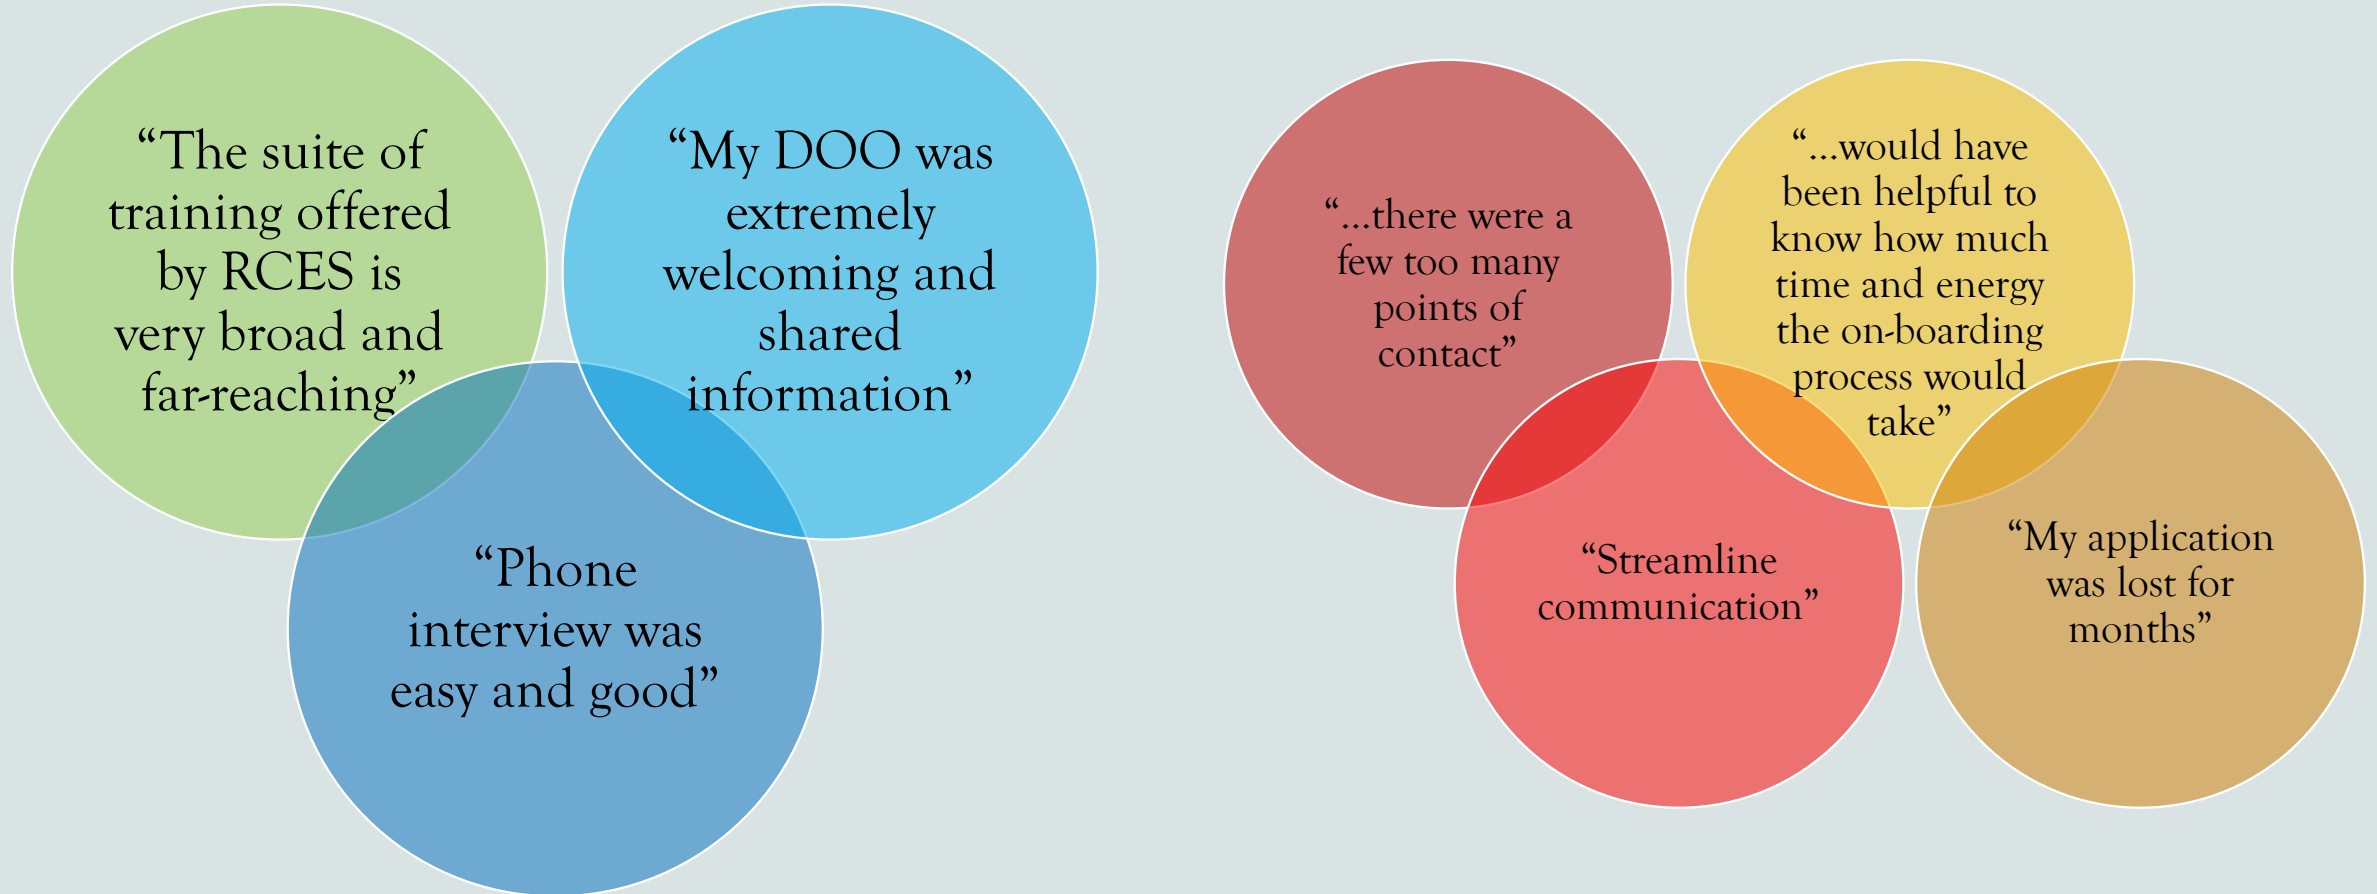 “The suite of
training offered
by RCES is
very broad and
far-reaching”
“My DOO was
extremely
welcoming and
shared
information”
“Phone
interview was
easy and good”
“...there were a
few too many
points of
contact”
“...would have
been helpful to
know how much
time and energy
the on-boarding
process would
take”
“Streamline
communication”
“My application
was lost for
months”